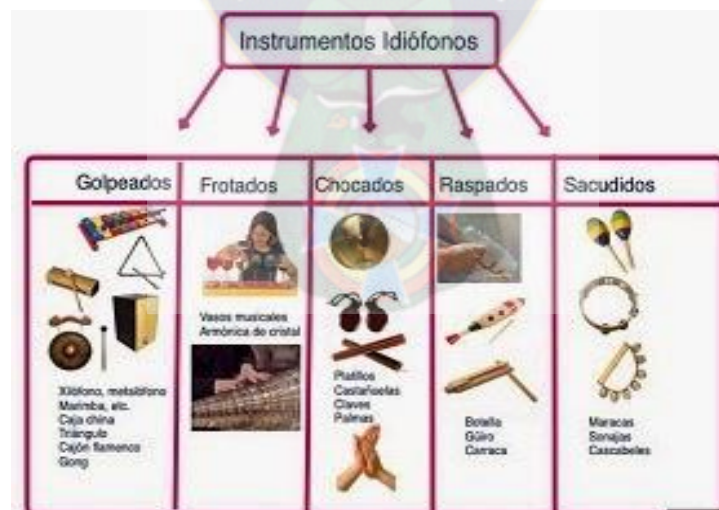 Instrumentos Idiófonos
Golpeados
Frotados
Chocados
Raspados
Sacudidos
Xilófono, metalófono
Marimba, etc.
Caja china
Triángulo
Cajón flamenco
Gong
Vasos musicales
Armónica de cristal
Platillos
Castañuelas
Claves
Palmas
Botella
Güiro
Carraca
Maracas
Sonajas
Cascabeles